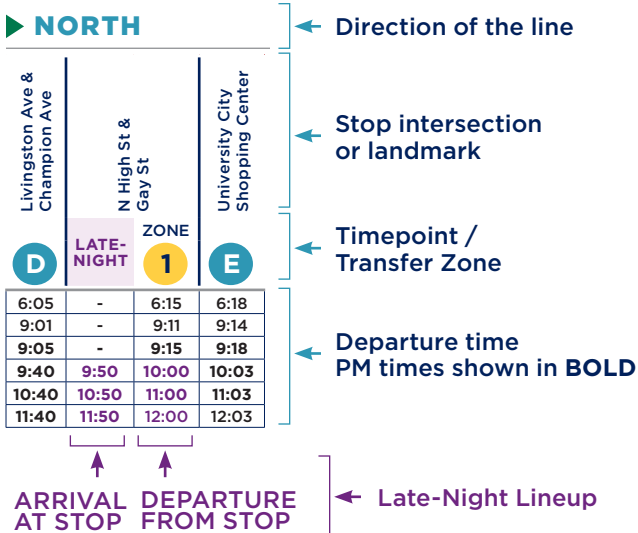 NORTH
Direction of the line
Livingston Ave &
Champion Ave
N High St &
Gay St
University City
Shopping Center
Stop intersection
or landmark
D
LATE-
NIGHT
ZONE
1
E
Timepoint /
Transfer Zone
6:05 - 6:15 6:18
9:01 - 9:11 9:14
9:05 - 9:15 9:18
9:40 9:50 10:00 10:03
10:40 10:50 11:00 11:03
11:40 11:50 12:00 12:03
Departure time
PM times shown in BOLD
ARRIVAL
AT STOP
DEPARTURE
FROM STOP
Late-Night Lineup